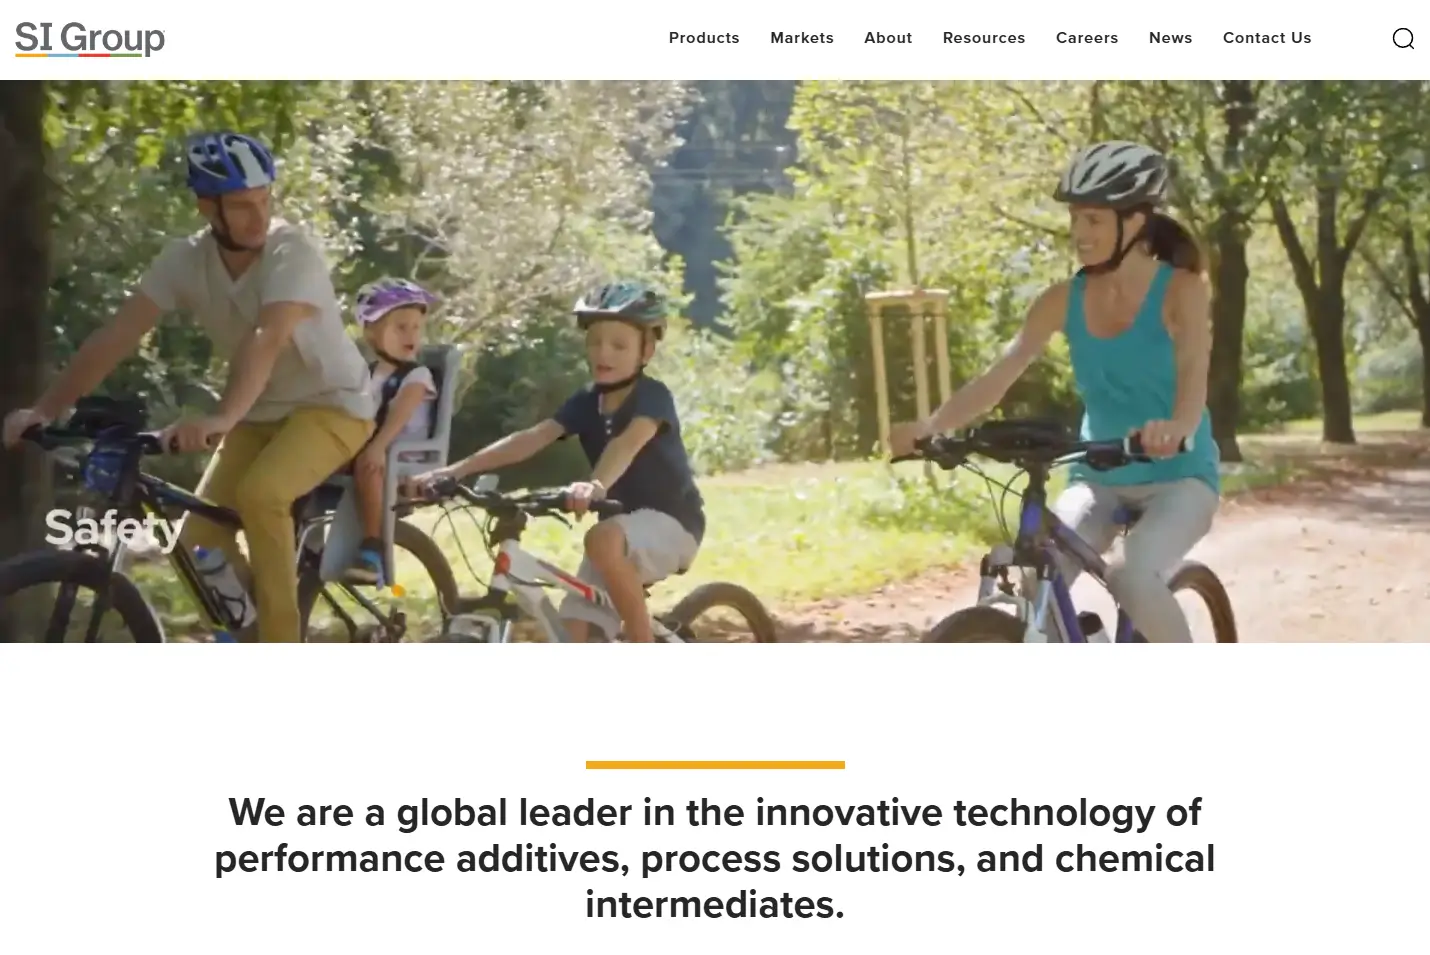 SI Group
Products
Markets
About
Resources
Careers
News
Contact Us
Safety
We are a global leader in the innovative technology of
performance additives, process solutions, and chemical
intermediates.